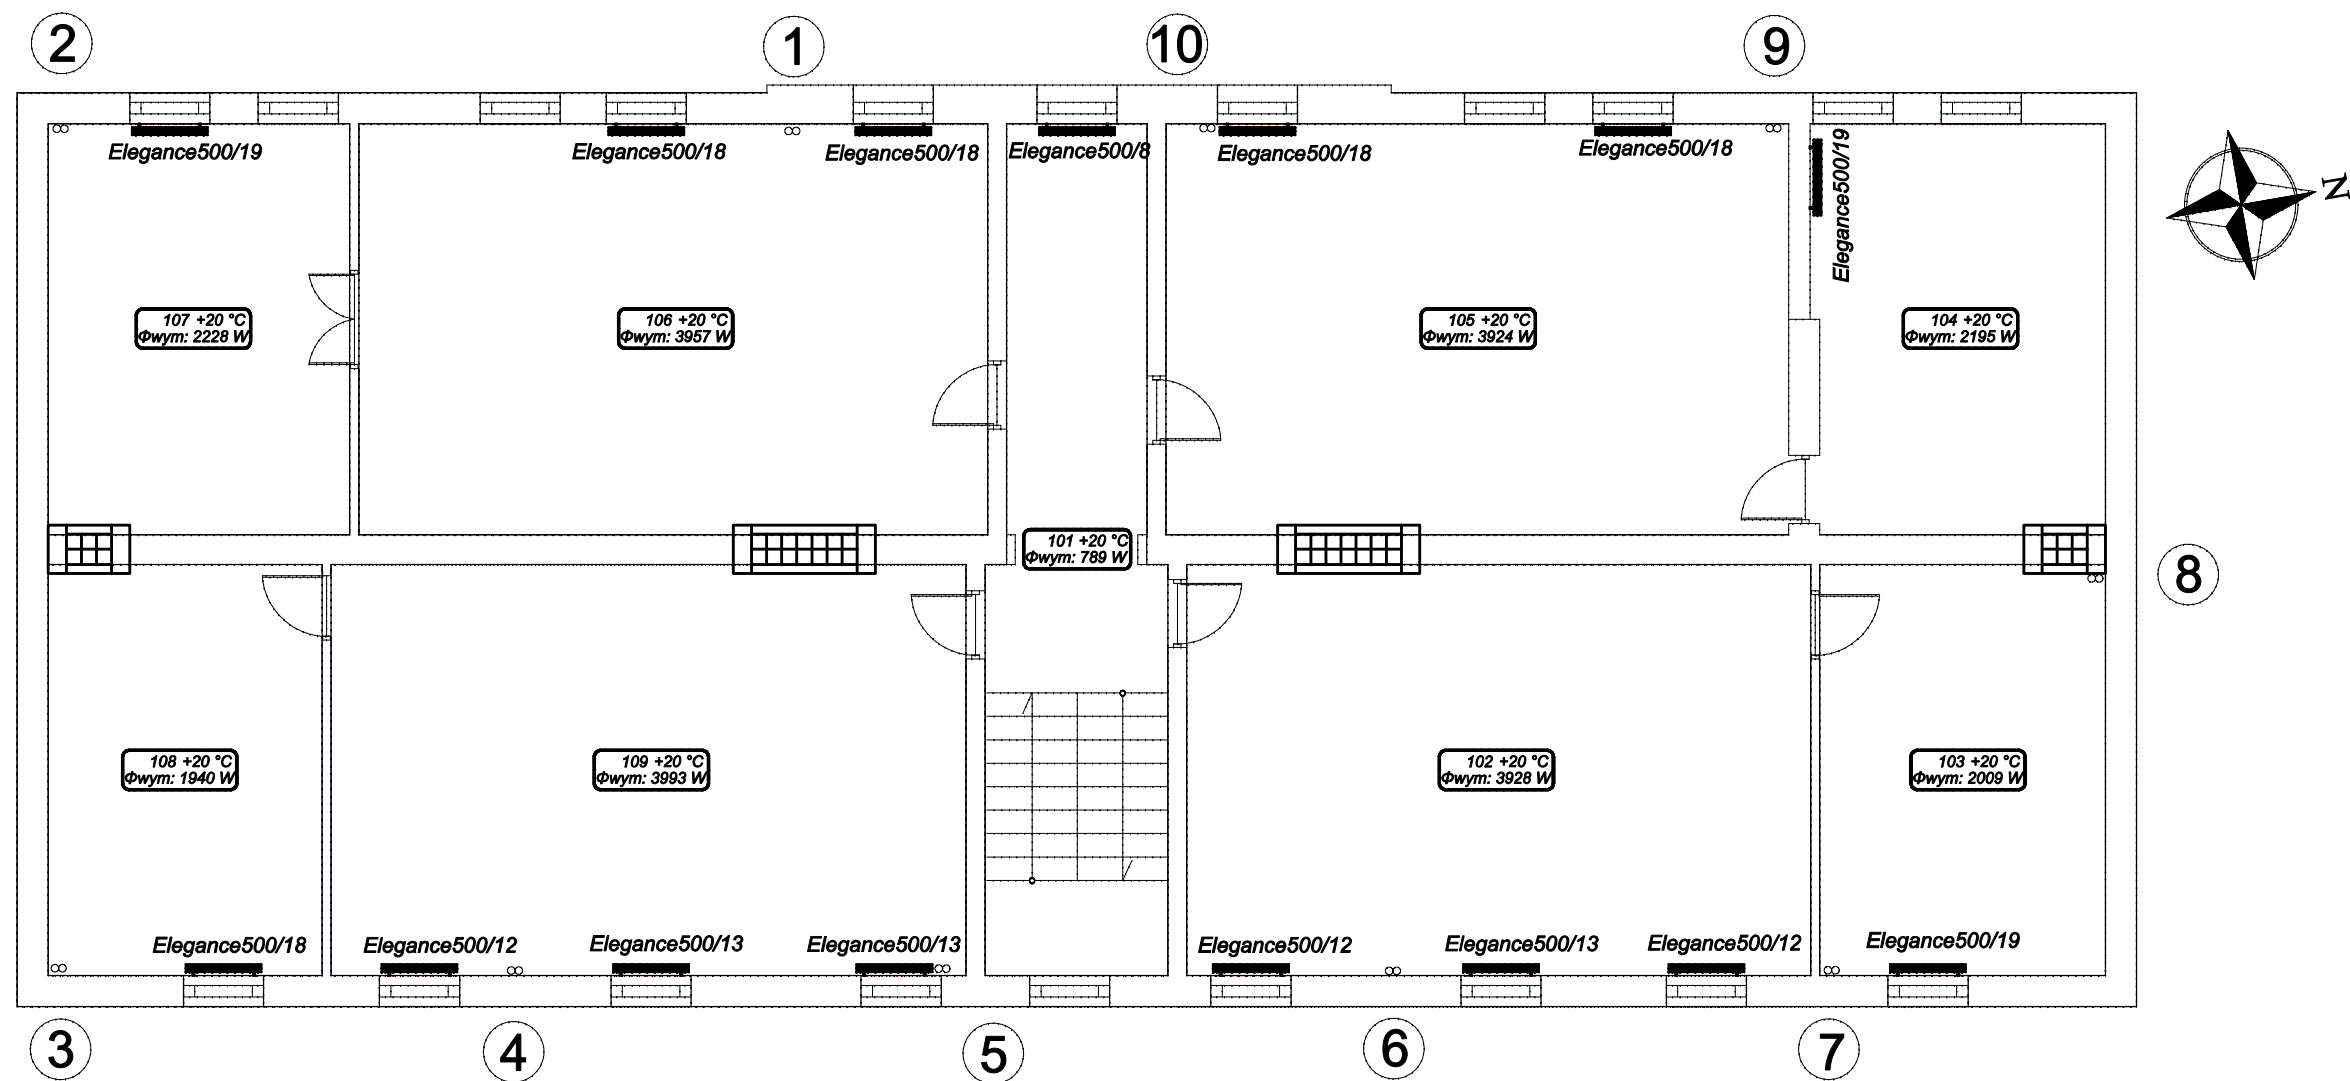 2
1
10
9
Elegance500/19
Elegance500/18
Elegance500/18
Elegance500/8
Elegance500/18
Elegance500/18
Elegance500/19
N
107 +20 °C
Φwym: 2228 W
106 +20 °C
Φwym: 3957 W
105 +20 °C
Φwym: 3924 W
104 +20 °C
Φwym: 2195 W
101 +20 °C
Φwym: 789 W
8
108 +20 °C
Φwym: 1940 W
109 +20 °C
Φwym: 3993 W
102 +20 °C
Φwym: 3928 W
103 +20 °C
Φwym: 2009 W
Elegance500/18
Elegance500/12
Elegance500/13
Elegance500/13
Elegance500/12
Elegance500/13
Elegance500/12
Elegance500/19
3
4
5
6
7